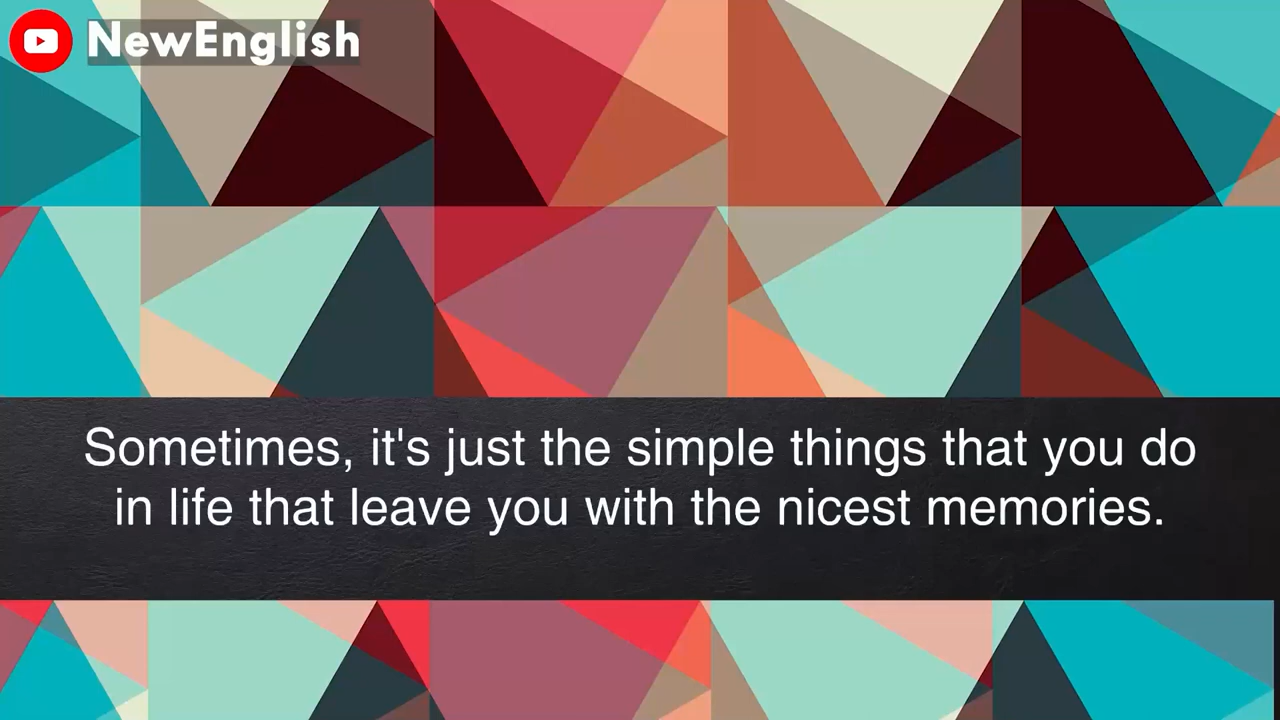 NewEnglish
Sometimes, it's just the simple things that you do
in life that leave you with the nicest memories.